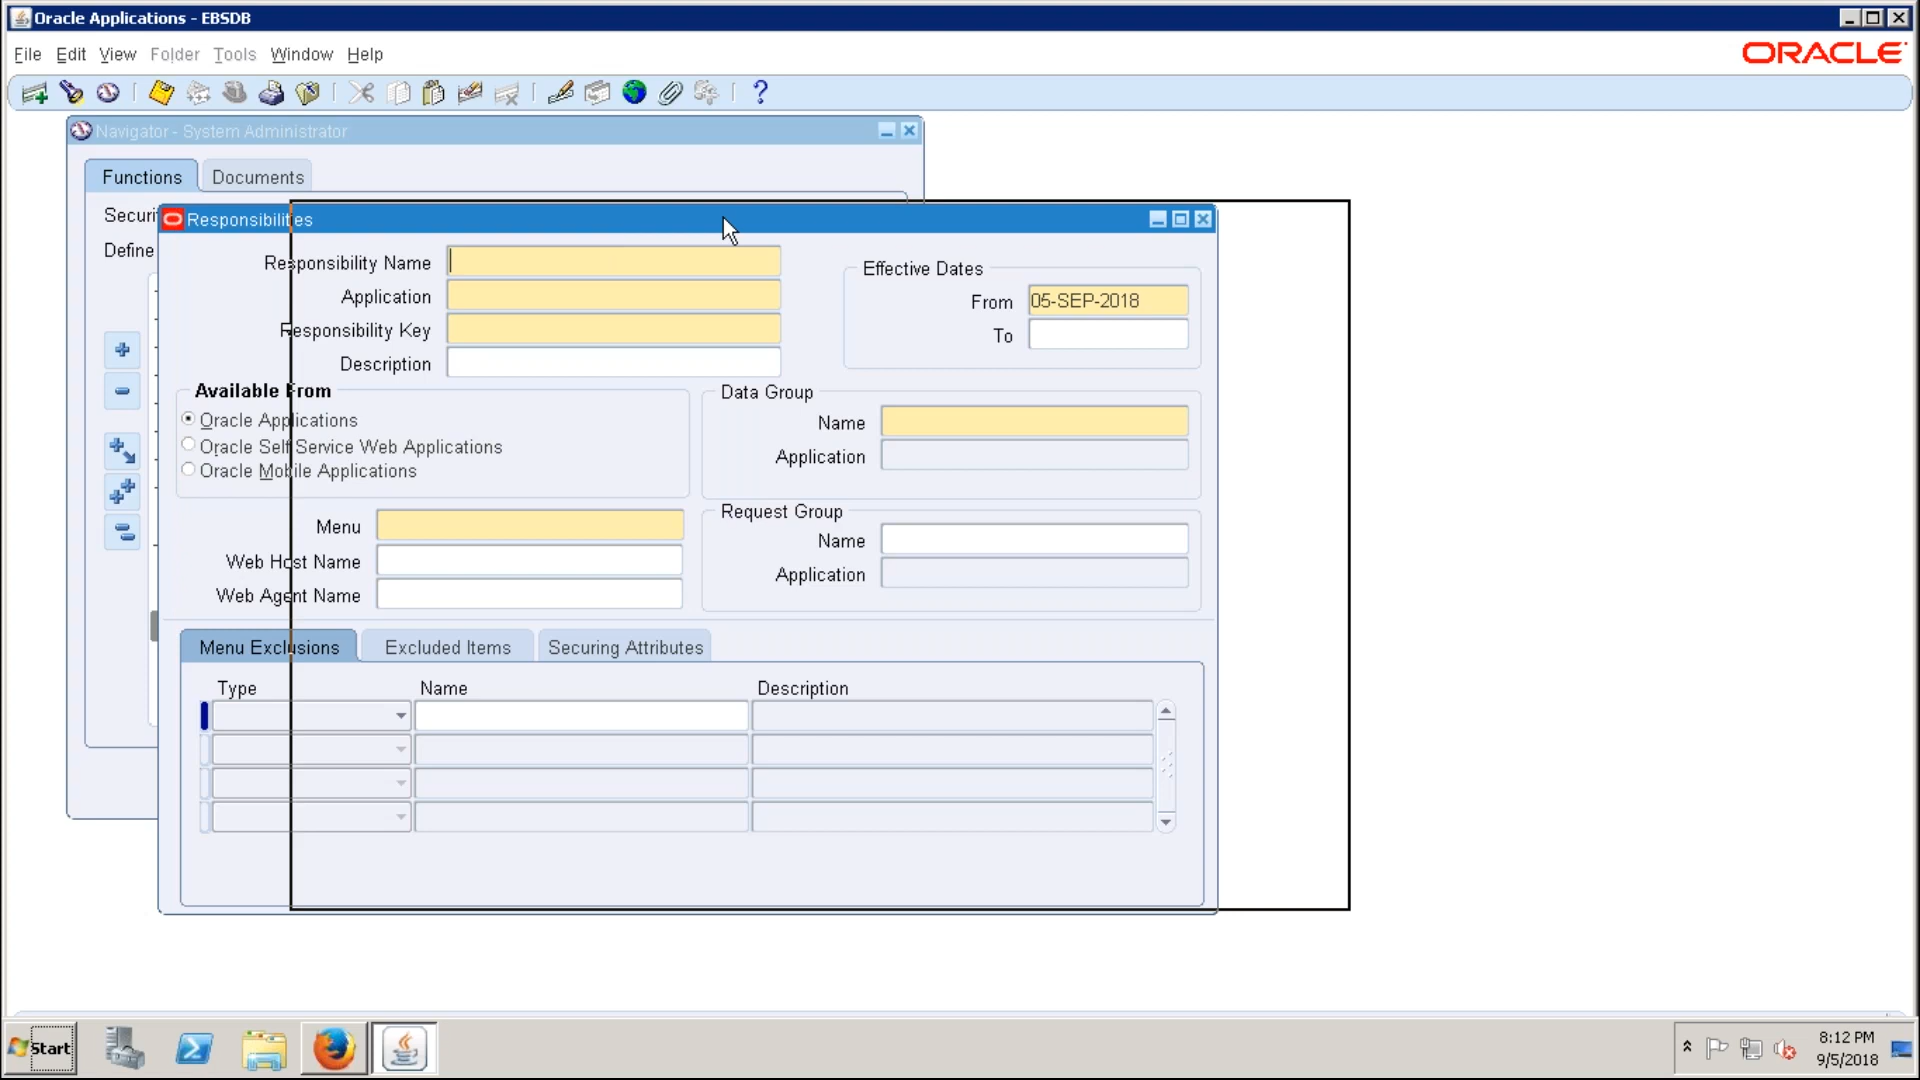 Oracle Applications - EBSDB
File Edit View Folder Tools Window Help
ORACLE
Navigator - System Administrator
Functions Documents
Securi
Responsibilities
Define
Responsibility Name
Application
Responsibility Key
Description
Effective Dates
From 05-SEP-2018
To
Available From
Oracle Applications
Oracle Self Service Web Applications
Oracle Mobile Applications
Data Group
Name
Application
Menu
Web Host Name
Web Agent Name
Request Group
Name
Application
Menu Exclusions Excluded Items Securing Attributes
Type Name Description
Start
8:12 PM
9/5/2018